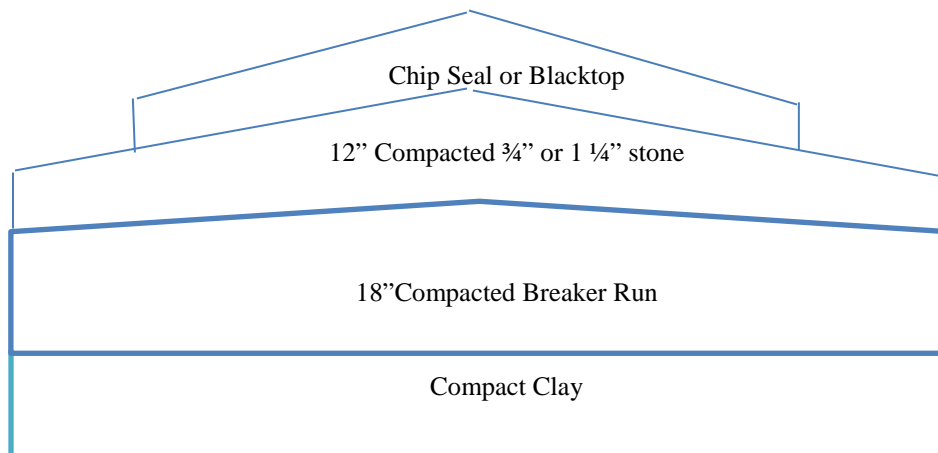 Chip Seal or Blacktop
12” Compacted ¾” or 1 ¼” stone
18”Compacted Breaker Run
Compact Clay